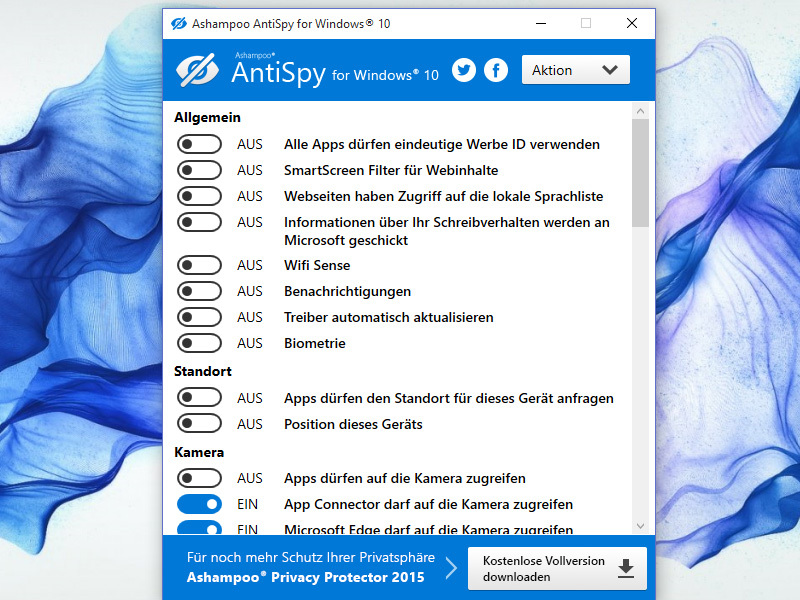 Ashampoo AntiSpy for Windows® 10
Ashampoo®
AntiSpy for Windows® 10
Aktion
Allgemein
AUS Alle Apps dürfen eindeutige Werbe ID verwenden
AUS SmartScreen Filter für Webinhalte
AUS Webseiten haben Zugriff auf die lokale Sprachliste
AUS Informationen über Ihr Schreibverhalten werden an
Microsoft geschickt
AUS Wifi Sense
AUS Benachrichtigungen
AUS Treiber automatisch aktualisieren
AUS Biometrie
Standort
AUS Apps dürfen den Standort für dieses Gerät anfragen
AUS Position dieses Geräts
Kamera
AUS Apps dürfen auf die Kamera zugreifen
EIN App Connector darf auf die Kamera zugreifen
EIN Microsoft Edge darf auf die Kamera zugreifen
Für noch mehr Schutz Ihrer Privatsphäre
Ashampoo® Privacy Protector 2015
Kostenlose Vollversion
downloaden